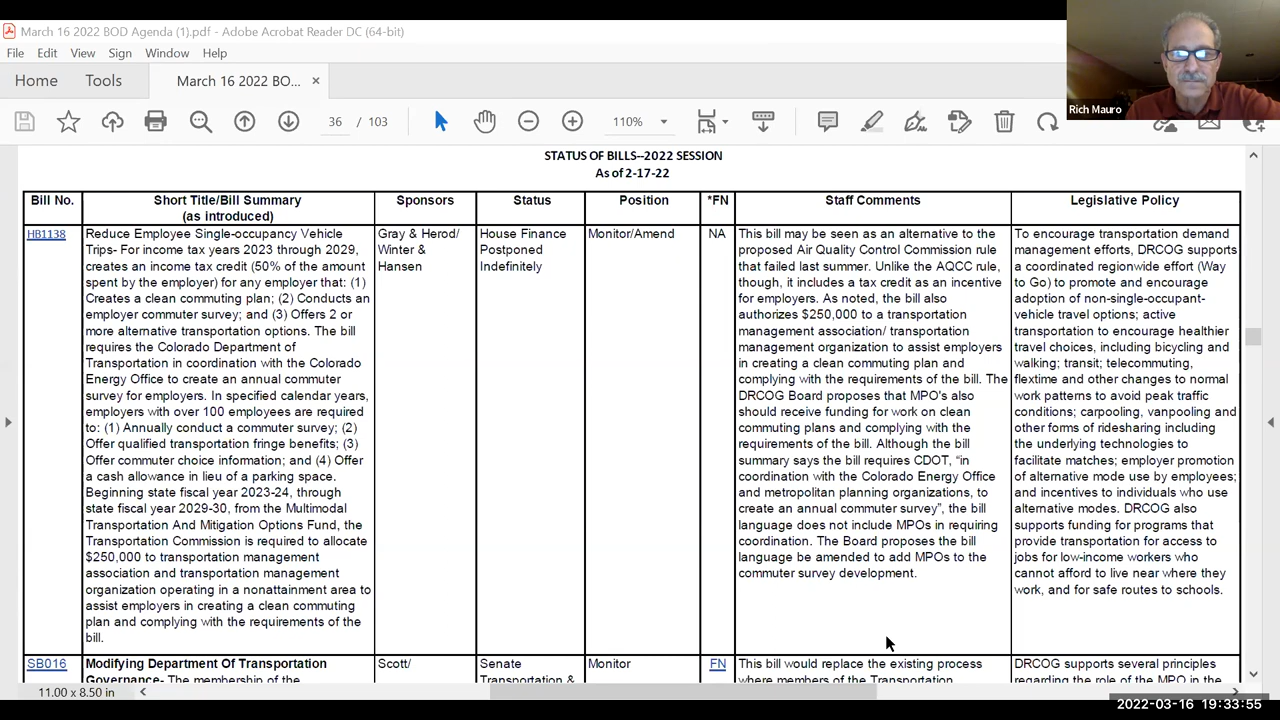 March 16 2022 BOD Agenda (1).pdf - Adobe Acrobat Reader DC (64-bit)
File Edit View Sign Window Help
Home Tools March 16 2022 BO... ×
36 / 103 110%
Rich Mauro
STATUS OF BILLS--2022 SESSION
As of 2-17-22
Bill No.
Short Title/Bill Summary
(as introduced)
Sponsors
Status
Position
*FN
Staff Comments
Legislative Policy
HB1138
Reduce Employee Single-occupancy Vehicle
Trips- For income tax years 2023 through 2029,
creates an income tax credit (50% of the amount
spent by the employer) for any employer that: (1)
Creates a clean commuting plan; (2) Conducts an
employer commuter survey; and (3) Offers 2 or
more alternative transportation options. The bill
requires the Colorado Department of
Transportation in coordination with the Colorado
Energy Office to create an annual commuter
survey for employers. In specified calendar years,
employers with over 100 employees are required
to: (1) Annually conduct a commuter survey; (2)
Offer qualified transportation fringe benefits; (3)
Offer commuter choice information; and (4) Offer
a cash allowance in lieu of a parking space.
Beginning state fiscal year 2023-24, through
state fiscal year 2029-30, from the Multimodal
Transportation And Mitigation Options Fund, the
Transportation Commission is required to allocate
$250,000 to transportation management
association and transportation management
organization operating in a nonattainment area to
assist employers in creating a clean commuting
plan and complying with the requirements of the
bill.
Gray & Herod/
Winter &
Hansen
House Finance
Postponed
Indefinitely
Monitor/Amend
NA
This bill may be seen as an alternative to the
proposed Air Quality Control Commission rule
that failed last summer. Unlike the AQCC rule,
though, it includes a tax credit as an incentive
for employers. As noted, the bill also
authorizes $250,000 to a transportation
management association/ transportation
management organization to assist employers
in creating a clean commuting plan and
complying with the requirements of the bill. The
DRCOG Board proposes that MPO's also
should receive funding for work on clean
commuting plans and complying with the
requirements of the bill. Although the bill
summary says the bill requires CDOT, “in
coordination with the Colorado Energy Office
and metropolitan planning organizations, to
create an annual commuter survey”, the bill
language does not include MPOs in requiring
coordination. The Board proposes the bill
language be amended to add MPOs to the
commuter survey development.
To encourage transportation demand
management efforts, DRCOG supports
a coordinated regionwide effort (Way
to Go) to promote and encourage
adoption of non-single-occupant-
vehicle travel options; active
transportation to encourage healthier
travel choices, including bicycling and
walking; transit; telecommuting,
flextime and other changes to normal
work patterns to avoid peak traffic
conditions; carpooling, vanpooling and
other forms of ridesharing including
the underlying technologies to
facilitate matches; employer promotion
of alternative mode use by employees;
and incentives to individuals who use
alternative modes. DRCOG also
supports funding for programs that
provide transportation for access to
jobs for low-income workers who
cannot afford to live near where they
work, and for safe routes to schools.
SB016
Modifying Department Of Transportation
Governance- The membership of the
Scott/
Senate
Transportation &
Monitor
FN
This bill would replace the existing process
where members of the Transportation
DRCOG supports several principles
regarding the role of the MPO in the
11.00 x 8.50 in
2022-03-16 19:33:55